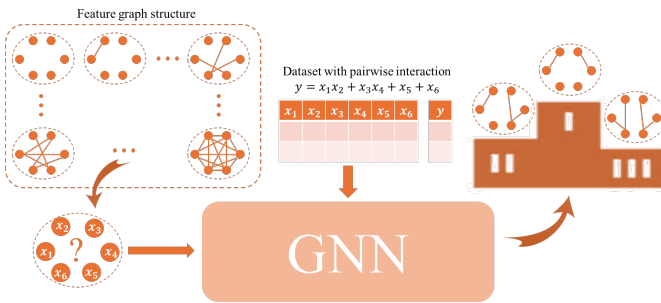 Feature graph structure
Dataset with pairwise interaction
y = x₁x₂ + x₃x₄ + x₅ + x₆
x₁ x₂ x₃ x₄ x₅ x₆ y
x₂ x₃
x₁ ? x₄
x₆ x₅
GNN